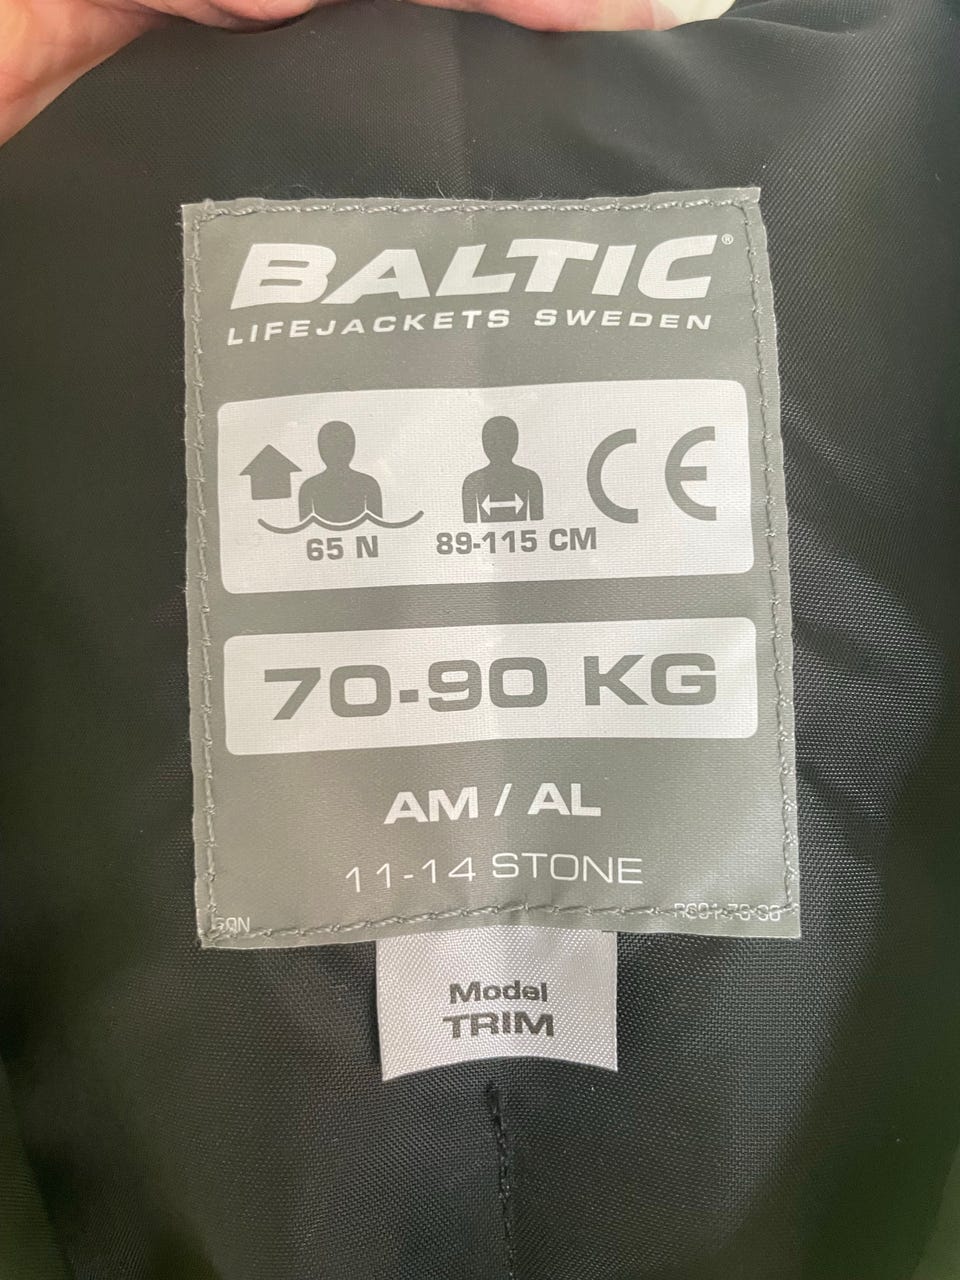 BALTIC®
LIFEJACKETS SWEDEN
65 N
89-115 CM
CE
70-90 KG
AM / AL
11-14 STONE
Model
TRIM